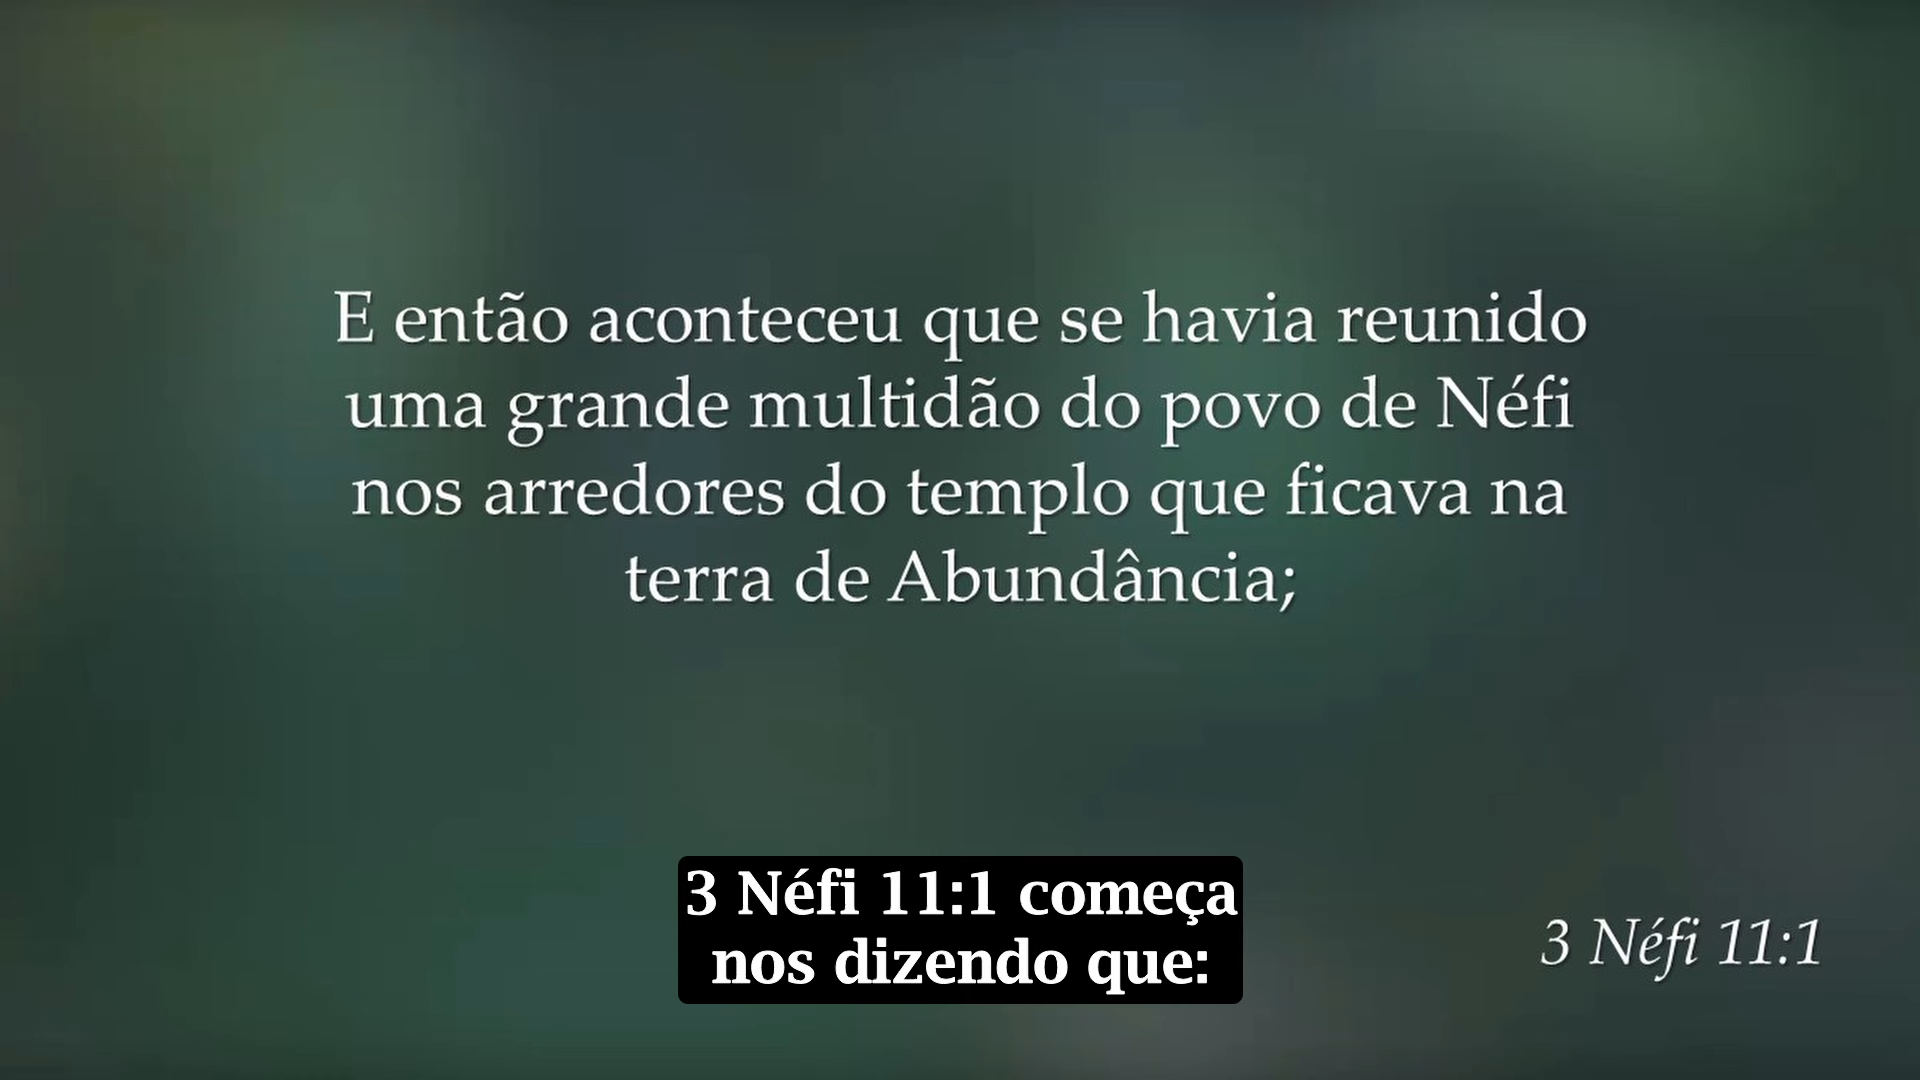 E então aconteceu que se havia reunido
uma grande multidão do povo de Néfi
nos arredores do templo que ficava na
terra de Abundância;
3 Néfi 11:1 começa
nos dizendo que:
3 Néfi 11:1